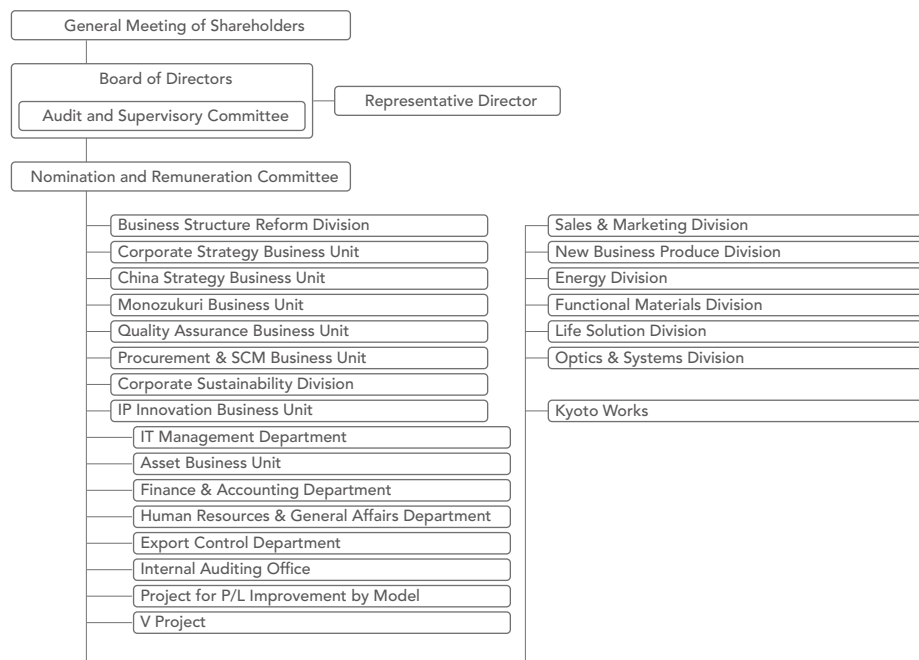 General Meeting of Shareholders
Board of Directors
Audit and Supervisory Committee
Representative Director
Nomination and Remuneration Committee
Business Structure Reform Division
Corporate Strategy Business Unit
China Strategy Business Unit
Monozukuri Business Unit
Quality Assurance Business Unit
Procurement & SCM Business Unit
Corporate Sustainability Division
IP Innovation Business Unit
IT Management Department
Asset Business Unit
Finance & Accounting Department
Human Resources & General Affairs Department
Export Control Department
Internal Auditing Office
Project for P/L Improvement by Model
V Project
Sales & Marketing Division
New Business Produce Division
Energy Division
Functional Materials Division
Life Solution Division
Optics & Systems Division
Kyoto Works